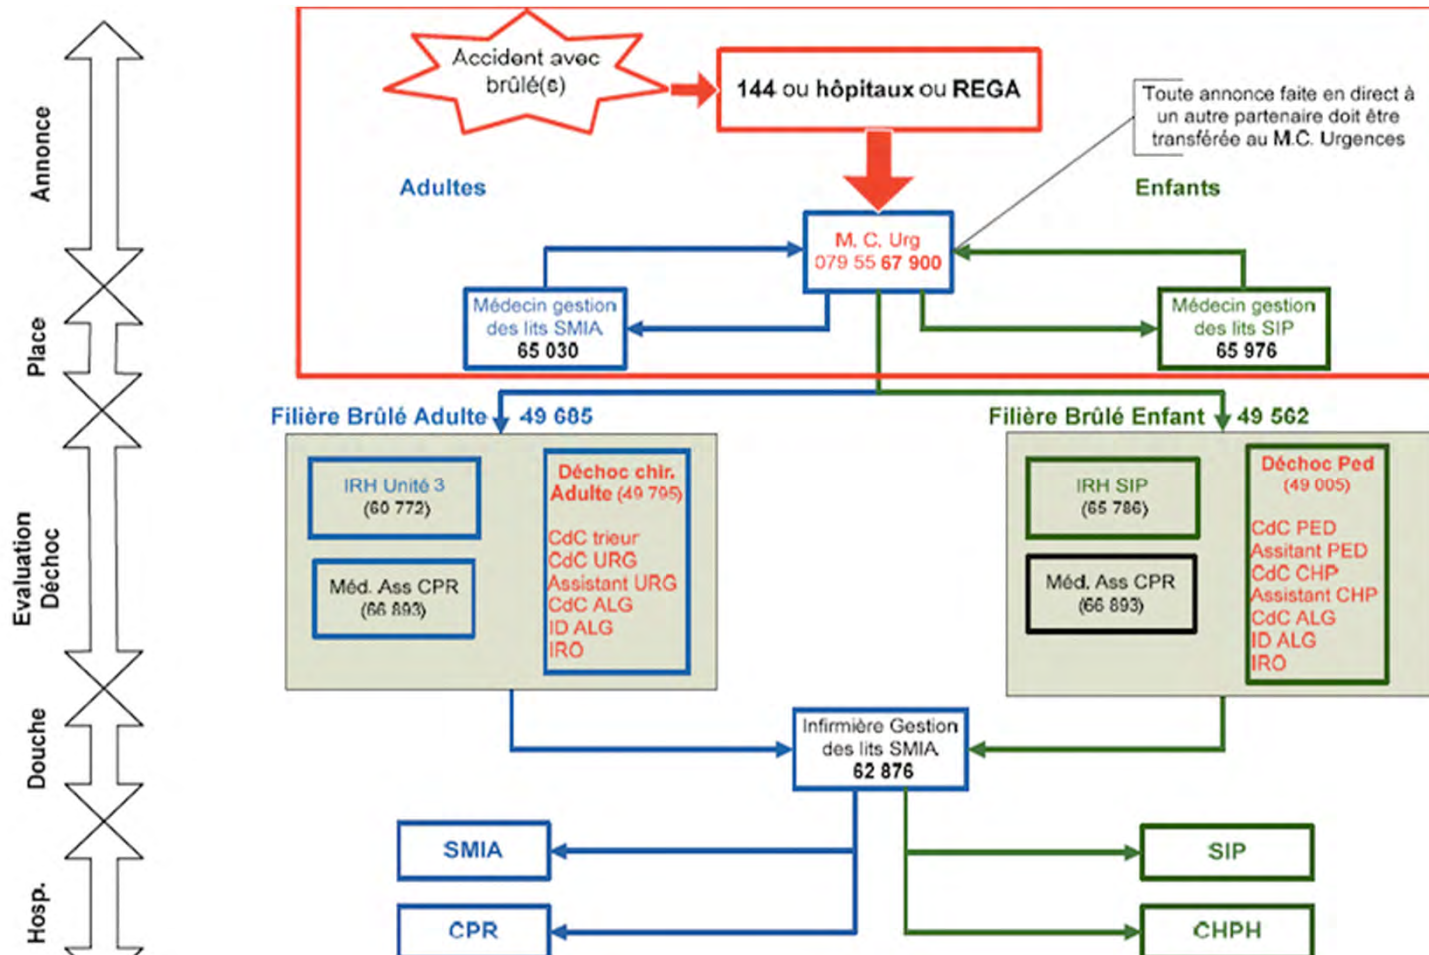 Accident avec
brûlé(s)
144 ou hôpitaux ou REGA
Toute annonce faite en direct à
un autre partenaire doit être
transférée au M.C. Urgences
Annonce
Adultes
Enfants
M. C. Urg
079 55 67 900
Place
Médecin gestion
des lits SMIA
65 030
Médecin gestion
des lits SIP
65 976
Filière Brûlé Adulte 49 685
Filière Brûlé Enfant 49 562
Evaluation
Déchoc
IRH Unité 3
(60 772)
Méd. Ass CPR
(66 893)
Déchoc chir.
Adulte (49 795)
CdC trieur
CdC URG
Assistant URG
CdC ALG
ID ALG
IRO
IRH SIP
(65 786)
Méd. Ass CPR
(66 893)
Déchoc Ped
(49 005)
CdC PED
Assitant PED
CdC CHP
Assistant CHP
CdC ALG
ID ALG
IRO
Douche
Infirmière Gestion
des lits SMIA
62 876
Hosp.
SMIA
SIP
CPR
CHPH